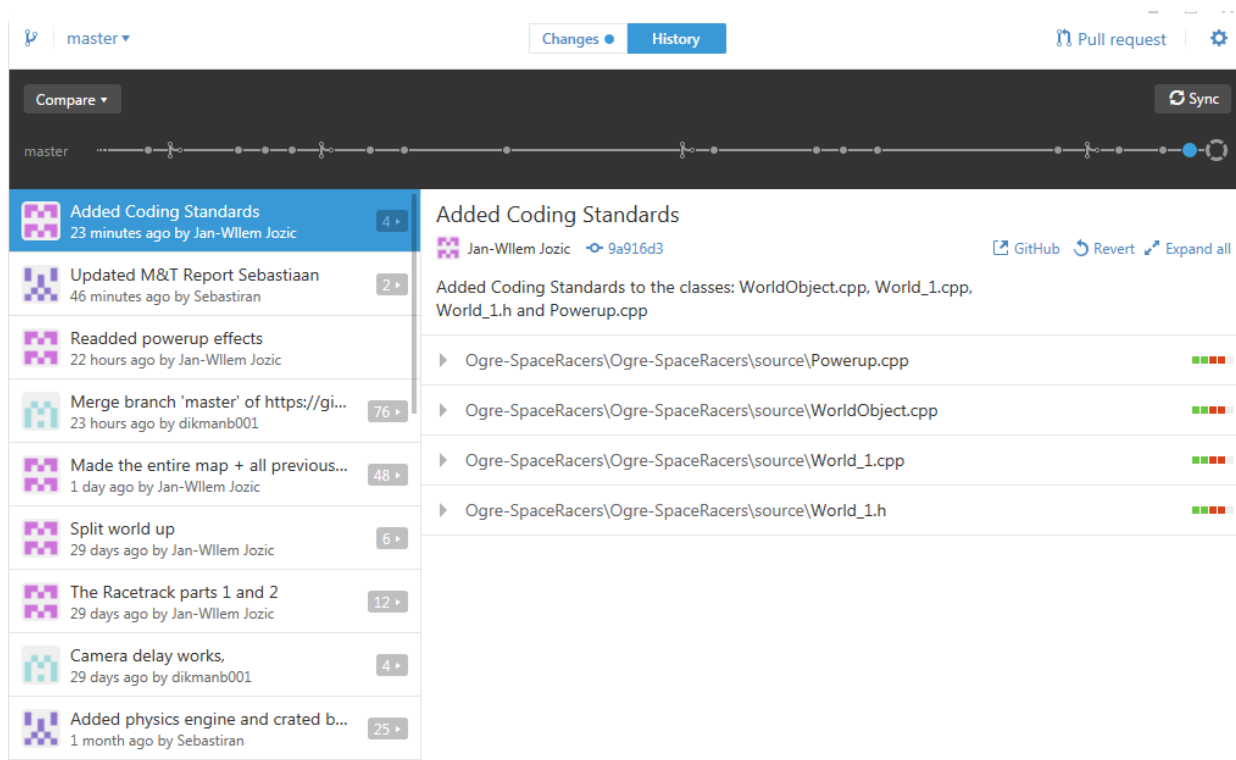 master
Changes
History
Pull request
Compare
Sync
master
Added Coding Standards
23 minutes ago by Jan-Wllem Jozic
4
Updated M&T Report Sebastiaan
46 minutes ago by Sebastiran
2
Readded powerup effects
22 hours ago by Jan-Wllem Jozic
Merge branch 'master' of https://gi...
23 hours ago by dikmanb001
76
Made the entire map + all previous...
1 day ago by Jan-Wllem Jozic
48
Split world up
29 days ago by Jan-Wllem Jozic
6
The Racetrack parts 1 and 2
29 days ago by Jan-Wllem Jozic
12
Camera delay works,
29 days ago by dikmanb001
4
Added physics engine and crated b...
1 month ago by Sebastiran
25
Added Coding Standards
Jan-Wllem Jozic 9a916d3
GitHub Revert Expand all
Added Coding Standards to the classes: WorldObject.cpp, World_1.cpp,
World_1.h and Powerup.cpp
Ogre-SpaceRacers\Ogre-SpaceRacers\source\Powerup.cpp
Ogre-SpaceRacers\Ogre-SpaceRacers\source\WorldObject.cpp
Ogre-SpaceRacers\Ogre-SpaceRacers\source\World_1.cpp
Ogre-SpaceRacers\Ogre-SpaceRacers\source\World_1.h